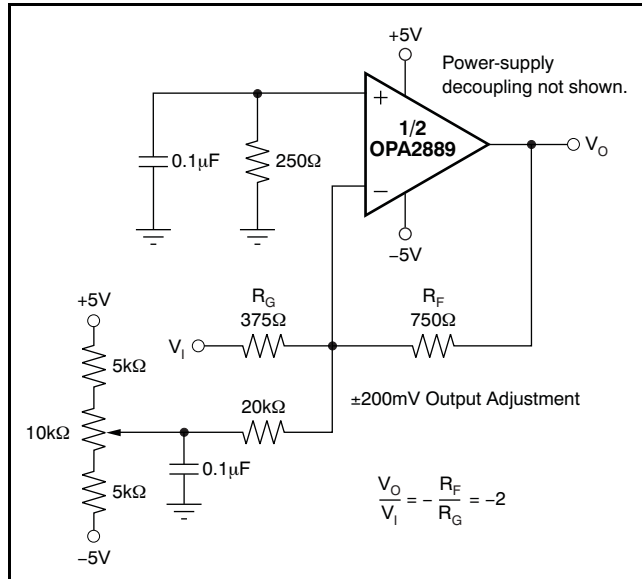 +5V
Power-supply
decoupling not shown.
+
1/2
OPA2889
−
V_O
0.1µF
250Ω
−5V
R_G
375Ω
R_F
750Ω
V_I
+5V
5kΩ
20kΩ
±200mV Output Adjustment
10kΩ
0.1µF
5kΩ
−5V
V_O / V_I = − R_F / R_G = −2